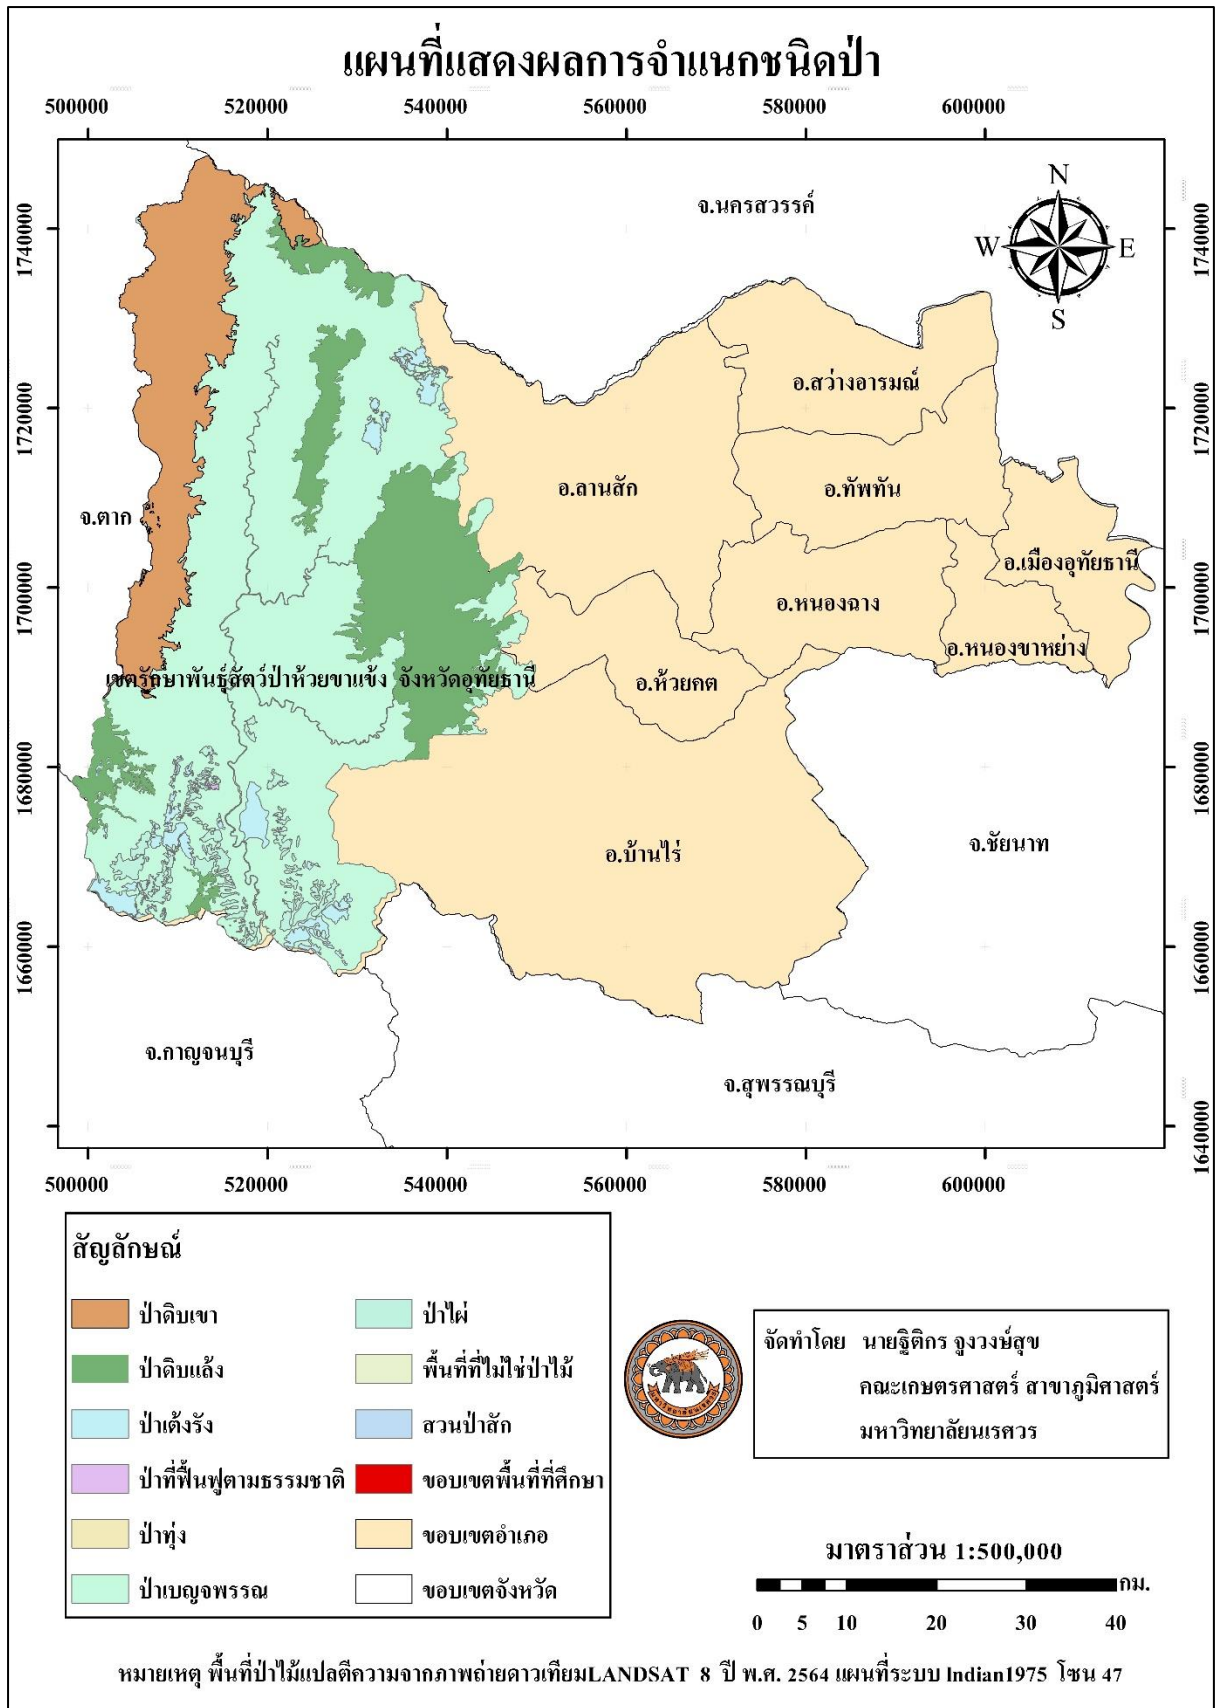 แผนที่แสดงผลการจำแนกชนิดป่า
500000 520000 540000 560000 580000 600000
N
W E
S
จ.นครสวรรค์
1740000 1740000
อ.สว่างอารมณ์
1720000 1720000
อ.ลานสัก
อ.ทัพทัน
จ.ตาก
อ.เมืองอุทัยธานี
1700000 1700000
อ.หนองฉาง
อ.หนองขาหย่าง
เขตรักษาพันธุ์สัตว์ป่าห้วยขาแข้ง จังหวัดอุทัยธานี
อ.ห้วยคต
1680000 1680000
อ.บ้านไร่
จ.ชัยนาท
1660000 1660000
จ.กาญจนบุรี
จ.สุพรรณบุรี
1640000
500000 520000 540000 560000 580000 600000
สัญลักษณ์
ป่าดิบเขา
ป่าดิบแล้ง
ป่าเต้งรัง
ป่าที่ฟื้นฟูตามธรรมชาติ
ป่าทุ่ง
ป่าเบญจพรรณ
ป่าไผ่
พื้นที่ที่ไม่ใช่ป่าไม้
สวนป่าสัก
ขอบเขตพื้นที่ที่ศึกษา
ขอบเขตอำเภอ
ขอบเขตจังหวัด
จัดทำโดย นายฐิติกร จูงวงษ์สุข
คณะเกษตรศาสตร์ สาขาภูมิศาสตร์
มหาวิทยาลัยนเรศวร
มาตราส่วน 1:500,000
กม.
0 5 10 20 30 40
หมายเหตุ พื้นที่ป่าไม้แปลตีความจากภาพถ่ายดาวเทียมLANDSAT 8 ปี พ.ศ. 2564 แผนที่ระบบ Indian1975 โซน 47